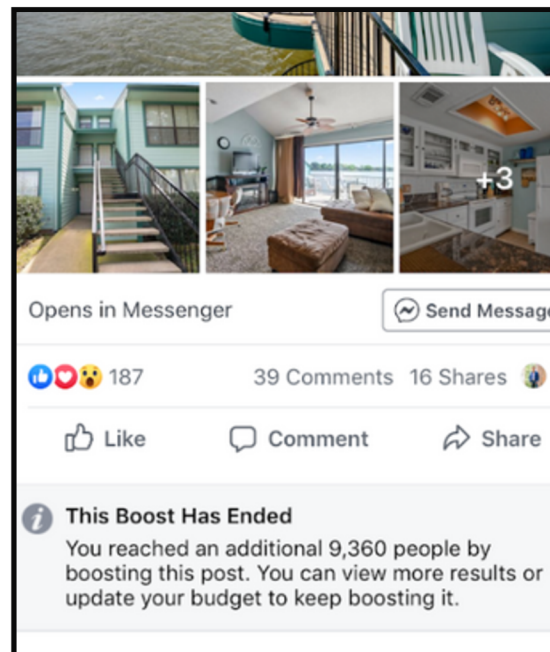 +3
Opens in Messenger
Send Message
187
39 Comments 16 Shares
Like
Comment
Share
This Boost Has Ended
You reached an additional 9,360 people by
boosting this post. You can view more results or
update your budget to keep boosting it.